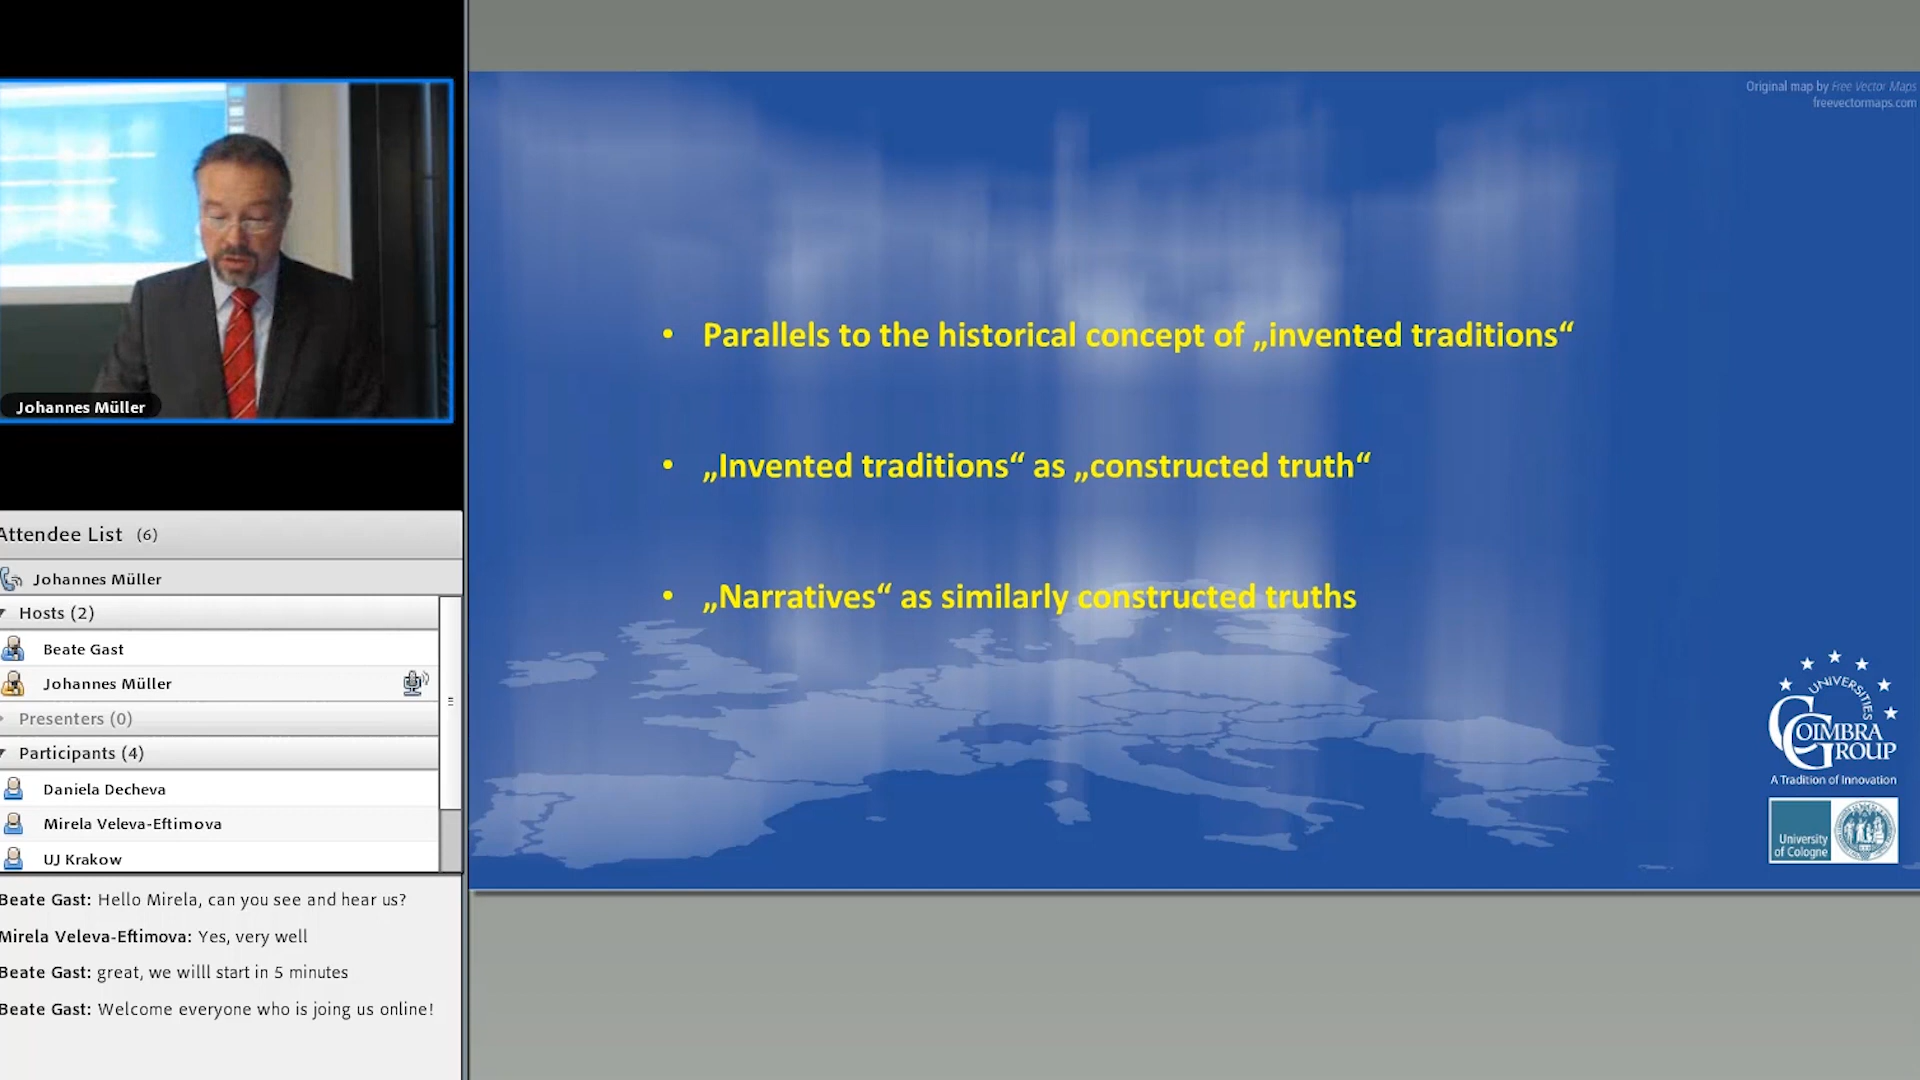 Johannes Müller
Attendee List (6)
Johannes Müller
Hosts (2)
Beate Gast
Johannes Müller
Presenters (0)
Participants (4)
Daniela Decheva
Mirela Veleva-Eftimova
UJ Krakow
Beate Gast: Hello Mirela, can you see and hear us?
Mirela Veleva-Eftimova: Yes, very well
Beate Gast: great, we willl start in 5 minutes
Beate Gast: Welcome everyone who is joing us online!
Original map by Free Vector Maps
freevectormaps.com
• Parallels to the historical concept of „invented traditions“
• „Invented traditions“ as „constructed truth“
• „Narratives“ as similarly constructed truths
UNIVERSITIES
COIMBRA
GROUP
A Tradition of Innovation
University
of Cologne